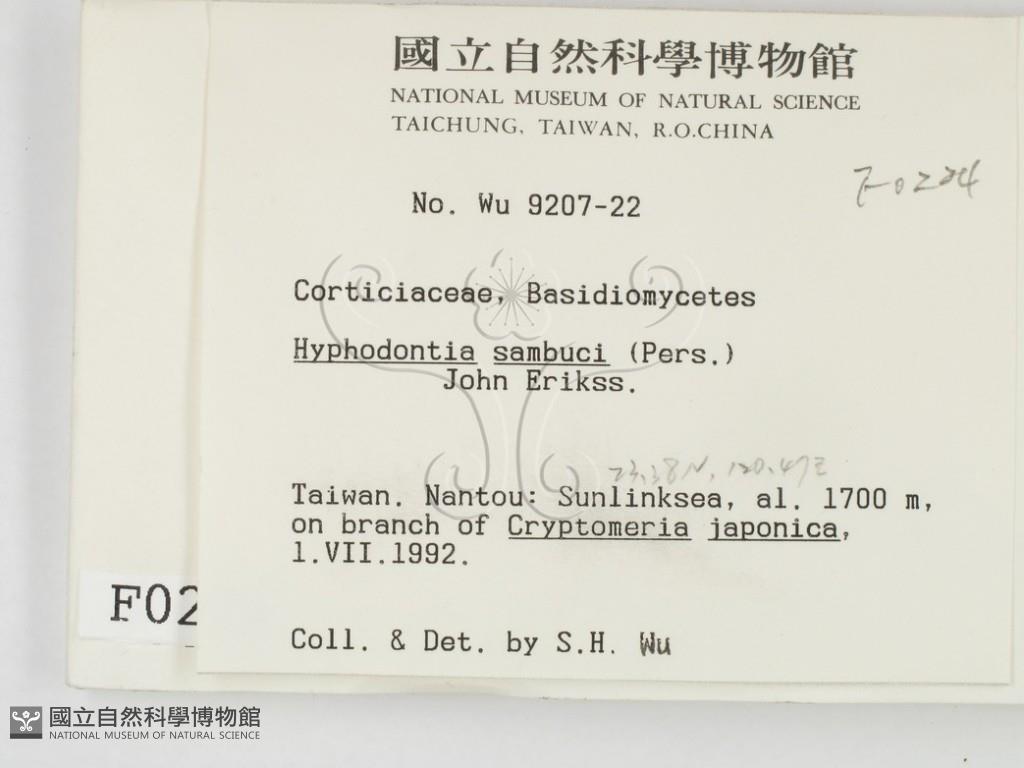 國立自然科學博物館
NATIONAL MUSEUM OF NATURAL SCIENCE
TAICHUNG, TAIWAN, R.O.CHINA
F-0224
No. Wu 9207-22
Corticiaceae, Basidiomycetes
Hyphodontia sambuci (Pers.)
John Erikss.
23.38N, 120.47E
Taiwan. Nantou: Sunlinksea, al. 1700 m,
on branch of Cryptomeria japonica,
1.VII.1992.
F02
Coll. & Det. by S.H. Wu
國立自然科學博物館
NATIONAL MUSEUM OF NATURAL SCIENCE